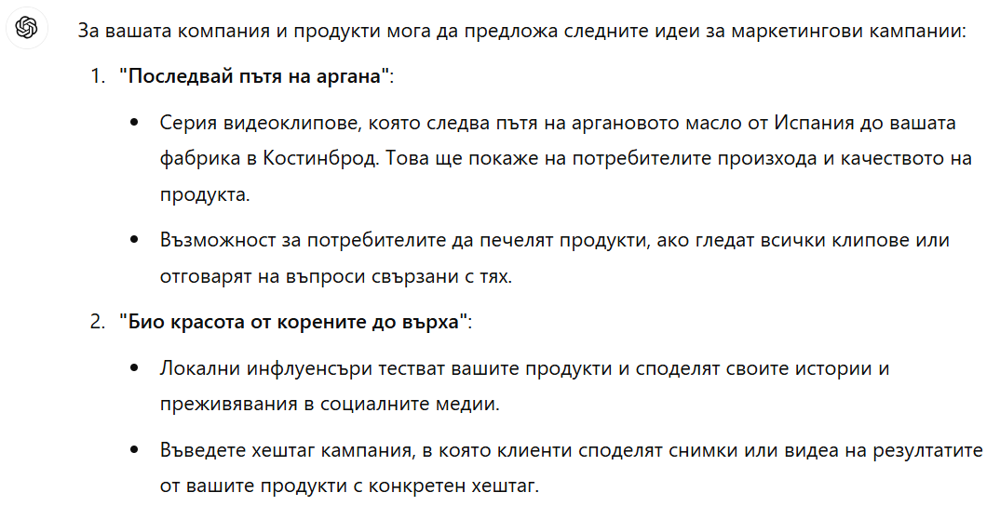 За вашата компания и продукти мога да предложа следните идеи за маркетингови кампании:
1. "Последвай пътя на аргана":
• Серия видеоклипове, която следва пътя нааргановото масло от Испания до вашата
фабрика в Костинброд. Това ще покаже на потребителите произхода и качеството на
продукта.
• Възможност за потребителите да печелят продукти, ако гледат всички клипове или
отговарят на въпроси свързани с тях.
2. "Био красота от корените до върха":
• Локални инфлуенсъри тестват вашите продукти и споделят своите истории и
преживявания в социалните медии.
• Въведете хештаг кампания, в която клиенти споделят снимки или видеа на резултатите
от вашите продукти с конкретен хештаг.